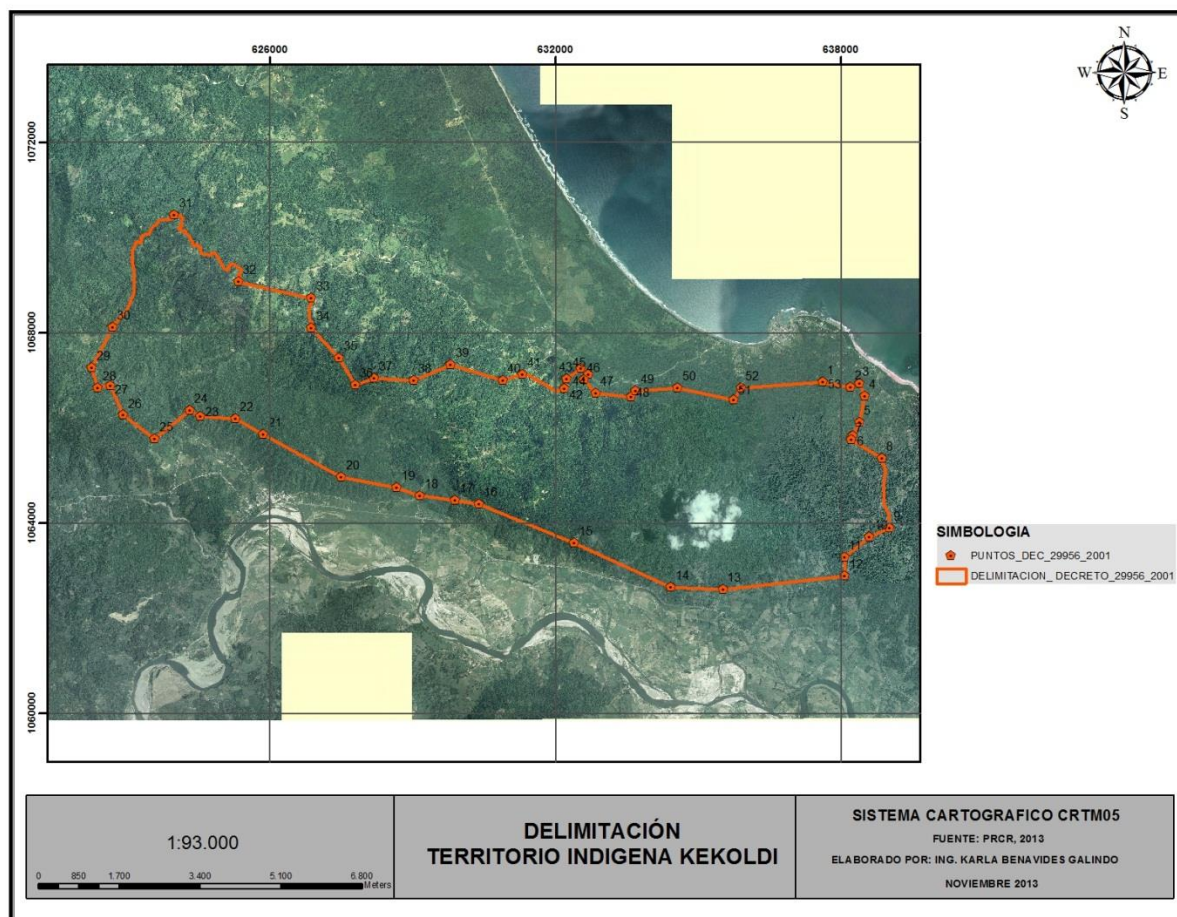 N
W E
S
626000 632000 638000
1072000
1068000
1064000
1060000
31
32
33
34
30
35
29
36 37 38 39 40 41
43 45 46
44
42
47 48 49 50 51 52
1 53 2 3
4
5
6
8
28
27
26
25
24
23 22
21
20
19
18 17 16
15
14 13
12
11
10
9
SIMBOLOGIA
PUNTOS_DEC_29956_2001
DELIMITACION_ DECRETO_29956_2001
1:93.000
0 850 1.700 3.400 5.100 6.800
Meters
DELIMITACIÓN
TERRITORIO INDIGENA KEKOLDI
SISTEMA CARTOGRAFICO CRTM05
FUENTE: PRCR, 2013
ELABORADO POR: ING. KARLA BENAVIDES GALINDO
NOVIEMBRE 2013